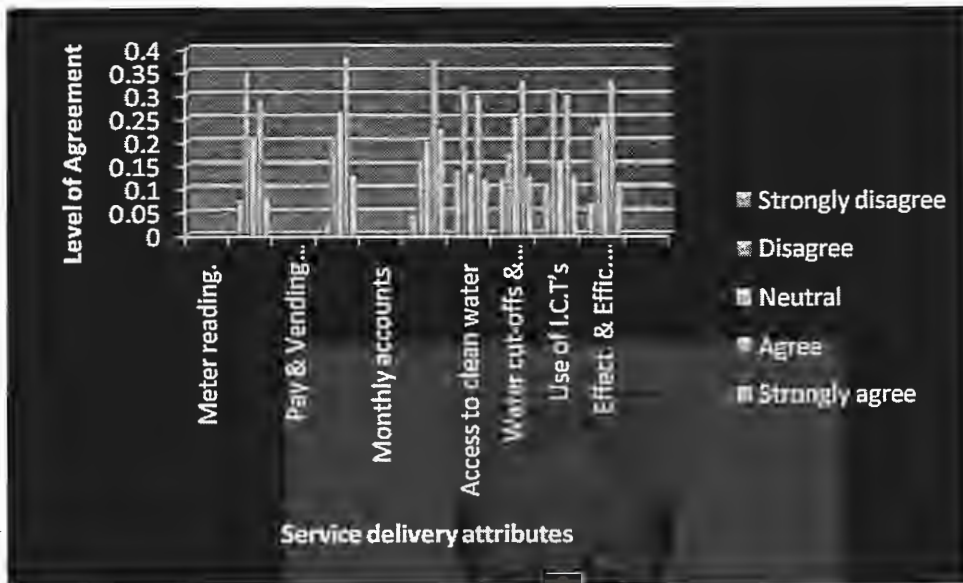 Level of Agreement
0.4
0.35
0.3
0.25
0.2
0.15
0.1
0.05
0
Meter reading.
Pay & Vending...
Monthly accounts
Access to clean water
Water cut-offs &...
Use of I.C.T's
Effect. & Effic....
Service delivery attributes
Strongly disagree
Disagree
Neutral
Agree
Strongly agree